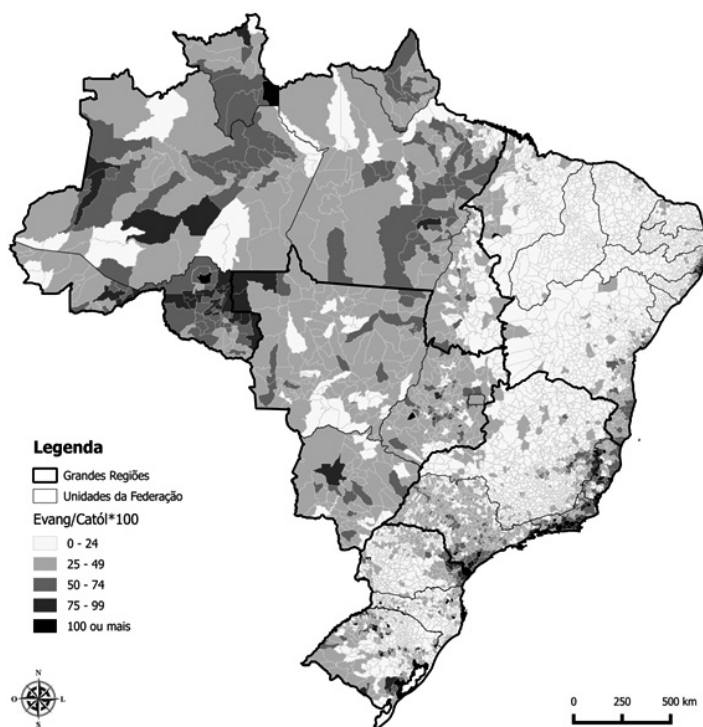 Legenda
Grandes Regiões
Unidades da Federação
Evang/Catól*100
0 - 24
25 - 49
50 - 74
75 - 99
100 ou mais
N
O L
S
0 250 500 km